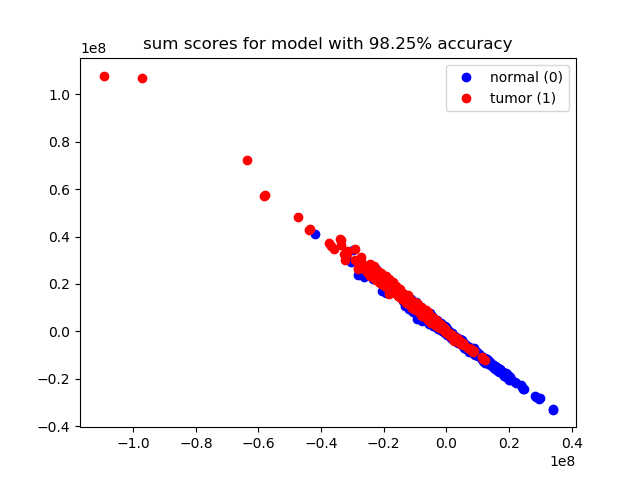 sum scores for model with 98.25% accuracy
1e8
normal (0)
tumor (1)
1.0
0.8
0.6
0.4
0.2
0.0
−0.2
−0.4
−1.0 −0.8 −0.6 −0.4 −0.2 0.0 0.2 0.4
1e8